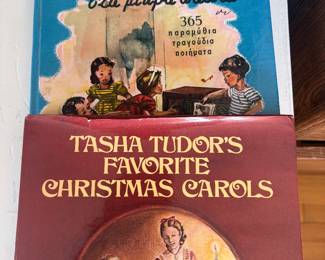 365
παραμύθια
τραγούδια
ποιήματα
TASHA TUDOR'S
FAVORITE
CHRISTMAS CAROLS